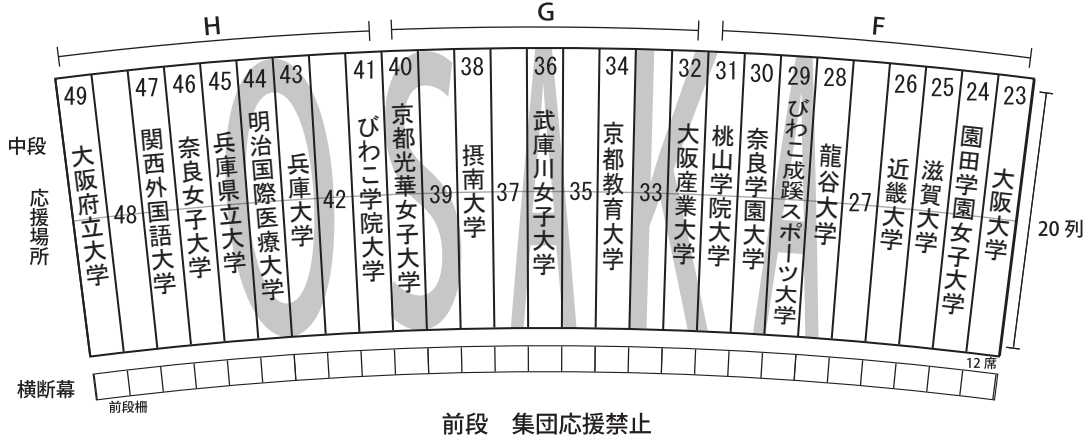 H G F
49 大阪府立大学
48
47 関西外国語大学
46 奈良女子大学
45 兵庫県立大学
44 明治国際医療大学
43 兵庫大学
42
41 びわこ学院大学
40 京都光華女子大学
39
38 摂南大学
37
36 武庫川女子大学
35
34 京都教育大学
33
32 大阪産業大学
31 桃山学院大学
30 奈良学園大学
29 びわこ成蹊スポーツ大学
28 龍谷大学
27
26 近畿大学
25 滋賀大学
24 園田学園女子大学
23 大阪大学
OSAKA
中段
応援場所
20列
12席
横断幕
前段柵
前段 集団応援禁止